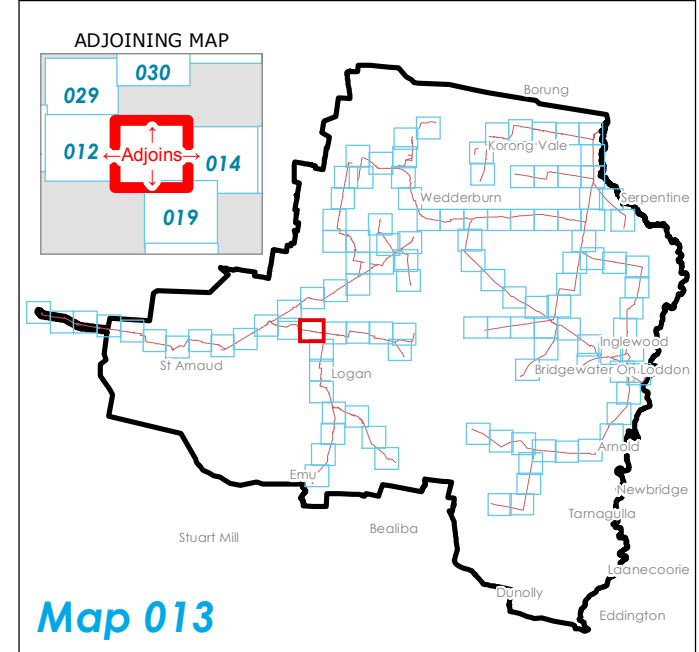 ADJOINING MAP
030
029
012
Adjoins
014
019
Borung
Korong Vale
Wedderburn
Serpentine
Inglewood
St Arnaud
Logan
Bridgewater On Loddon
Arnold
Emu
Newbridge
Tarnagulla
Bealiba
Stuart Mill
Laanecoorie
Dunolly
Eddington
Map 013